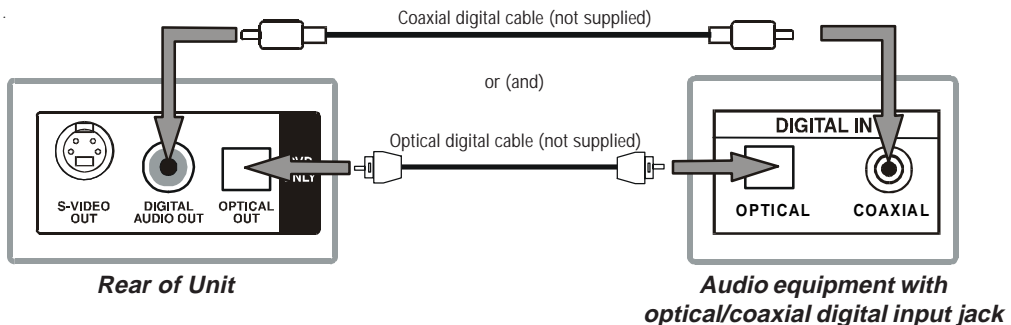 Coaxial digital cable (not supplied)
or (and)
Optical digital cable (not supplied)
S-VIDEO
OUT
DIGITAL
AUDIO OUT
OPTICAL
OUT
DIGITAL IN
OPTICAL
COAXIAL
Rear of Unit
Audio equipment with
optical/coaxial digital input jack